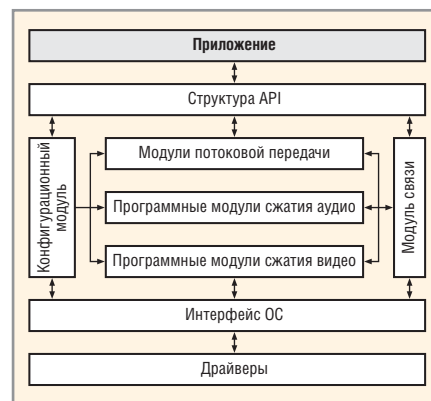 Приложение
Структура API
Конфигурационный
модуль
Модули потоковой передачи
Программные модули сжатия аудио
Программные модули сжатия видео
Модуль связи
Интерфейс ОС
Драйверы